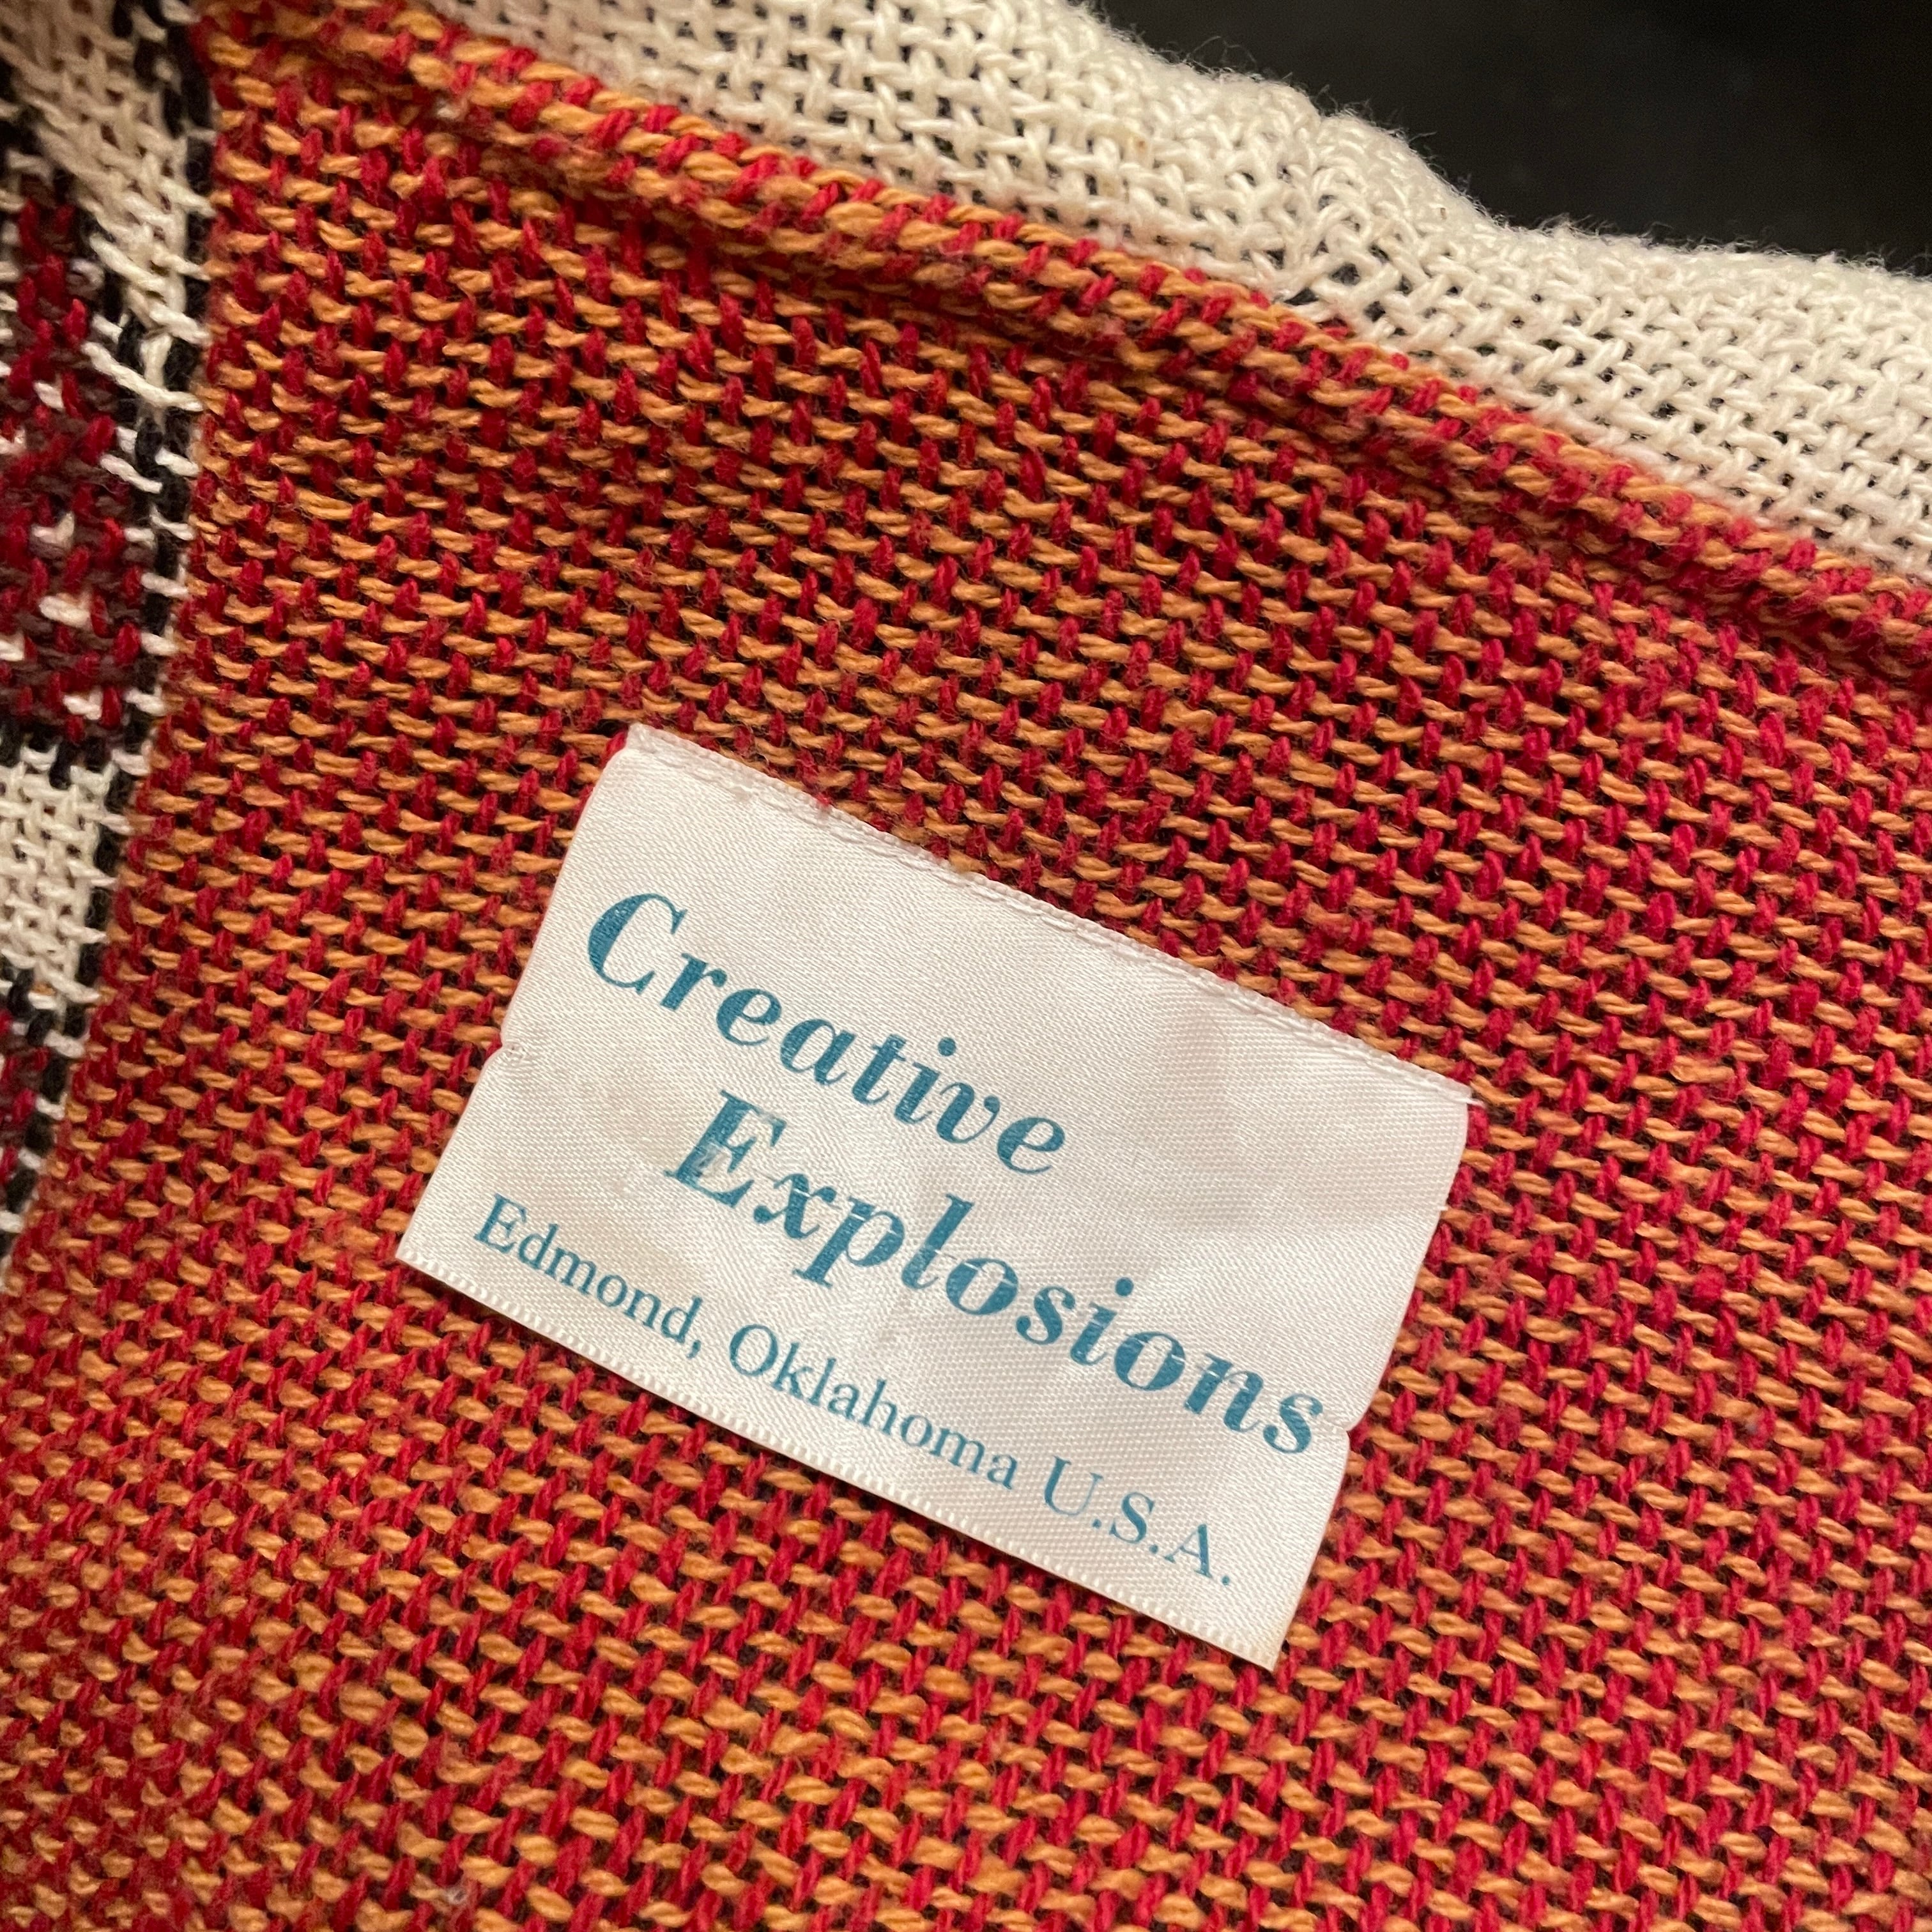 Creative
Explosions
Edmond, Oklahoma U.S.A.